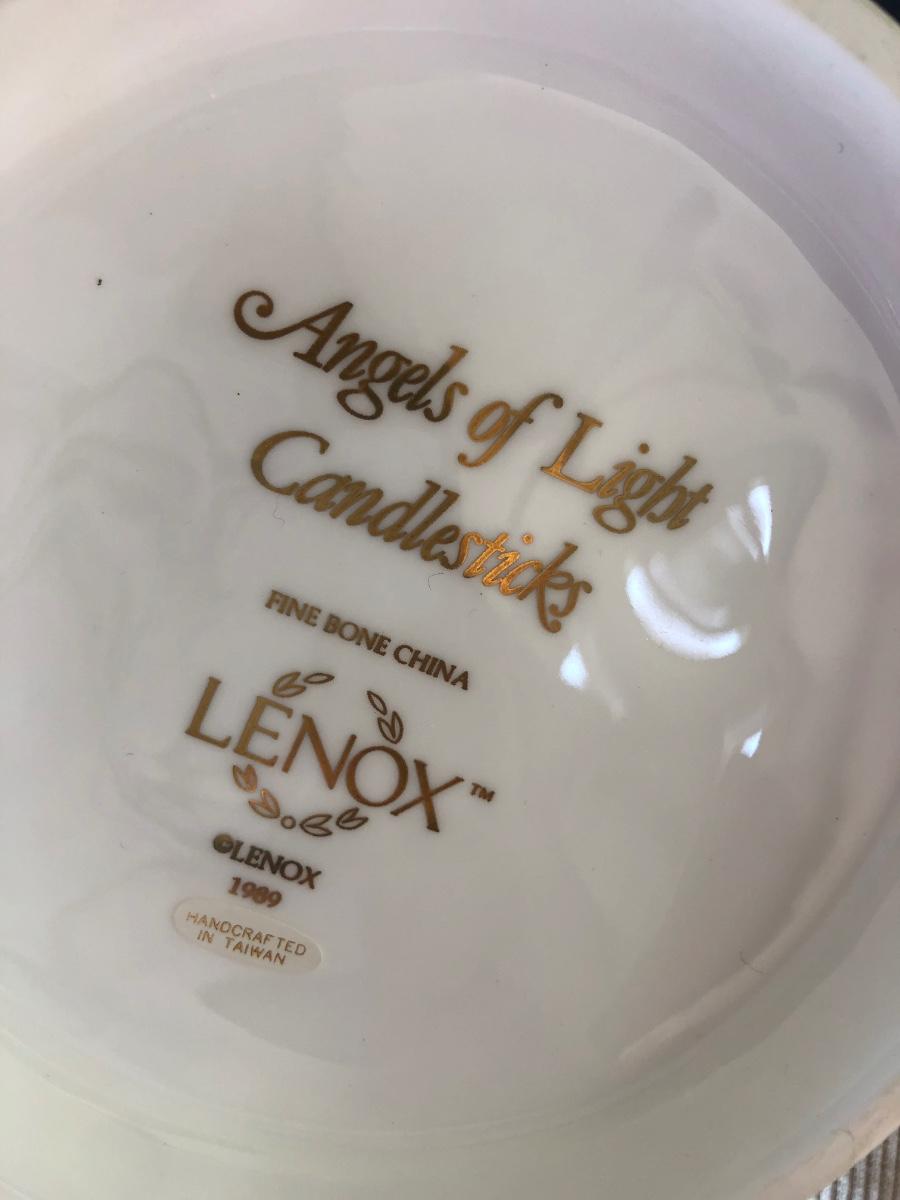 Angels of Light
Candlesticks
FINE BONE CHINA
LENOX™
©LENOX
1989
HANDCRAFTED
IN TAIWAN